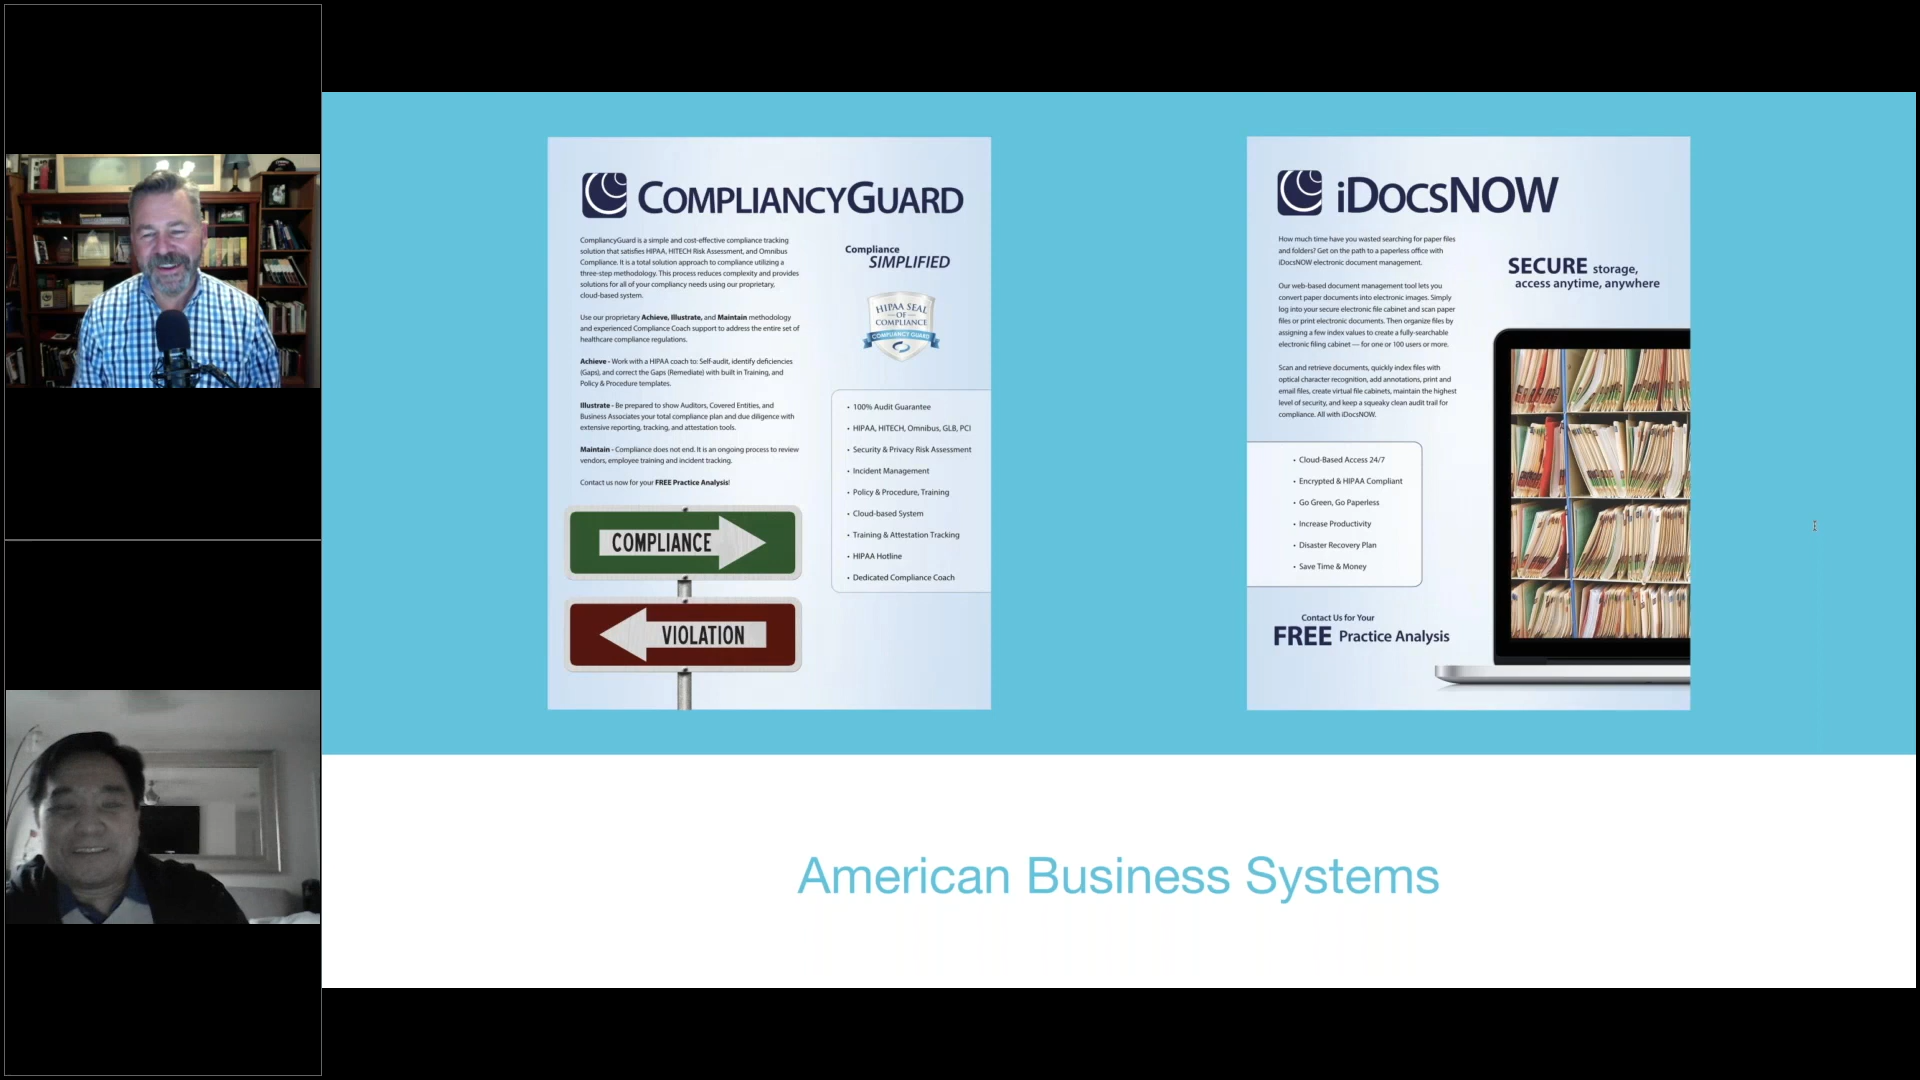 COMPLIANCYGUARD
CompliancyGuard is a simple and cost-effective compliance tracking
solution that satisfies HIPAA, HITECH Risk Assessment, and Omnibus
Compliance. It is a total solution approach to compliance utilizing a
three-step methodology. This process reduces complexity and provides
solutions for all of your compliancy needs using our proprietary,
cloud-based system.
Use our proprietary Achieve, Illustrate, and Maintain methodology
and experienced Compliance Coach support to address the entire set of
healthcare compliance regulations.
Achieve - Work with a HIPAA coach to: Self-audit, identify deficiencies
(Gaps), and correct the Gaps (Remediate) with built in Training, and
Policy & Procedure templates.
Illustrate - Be prepared to show Auditors, Covered Entities, and
Business Associates your total compliance plan and due diligence with
extensive reporting, tracking, and attestation tools.
Maintain - Compliance does not end. It is an ongoing process to review
vendors, employee training and incident tracking.
Contact us now for your FREE Practice Analysis!
COMPLIANCE
VIOLATION
Compliance
SIMPLIFIED
HIPAA SEAL
OF
COMPLIANCE
COMPLIANCY GUARD
• 100% Audit Guarantee
• HIPAA, HITECH, Omnibus, GLB, PCI
• Security & Privacy Risk Assessment
• Incident Management
• Policy & Procedure, Training
• Cloud-based System
• Training & Attestation Tracking
• HIPAA Hotline
• Dedicated Compliance Coach
iDocsNOW
How much time have you wasted searching for paper files
and folders? Get on the path to a paperless office with
iDocsNOW electronic document management.
Our web-based document management tool lets you
convert paper documents into electronic images. Simply
log into your secure electronic file cabinet and scan paper
files or print electronic documents. Then organize files by
assigning a few index values to create a fully-searchable
electronic filing cabinet — for one or 100 users or more.
Scan and retrieve documents, quickly index files with
optical character recognition, add annotations, print and
email files, create virtual file cabinets, maintain the highest
level of security, and keep a squeaky clean audit trail for
compliance. All with iDocsNOW.
SECURE storage,
access anytime, anywhere
• Cloud-Based Access 24/7
• Encrypted & HIPAA Compliant
• Go Green, Go Paperless
• Increase Productivity
• Disaster Recovery Plan
• Save Time & Money
Contact Us for Your
FREE Practice Analysis
American Business Systems